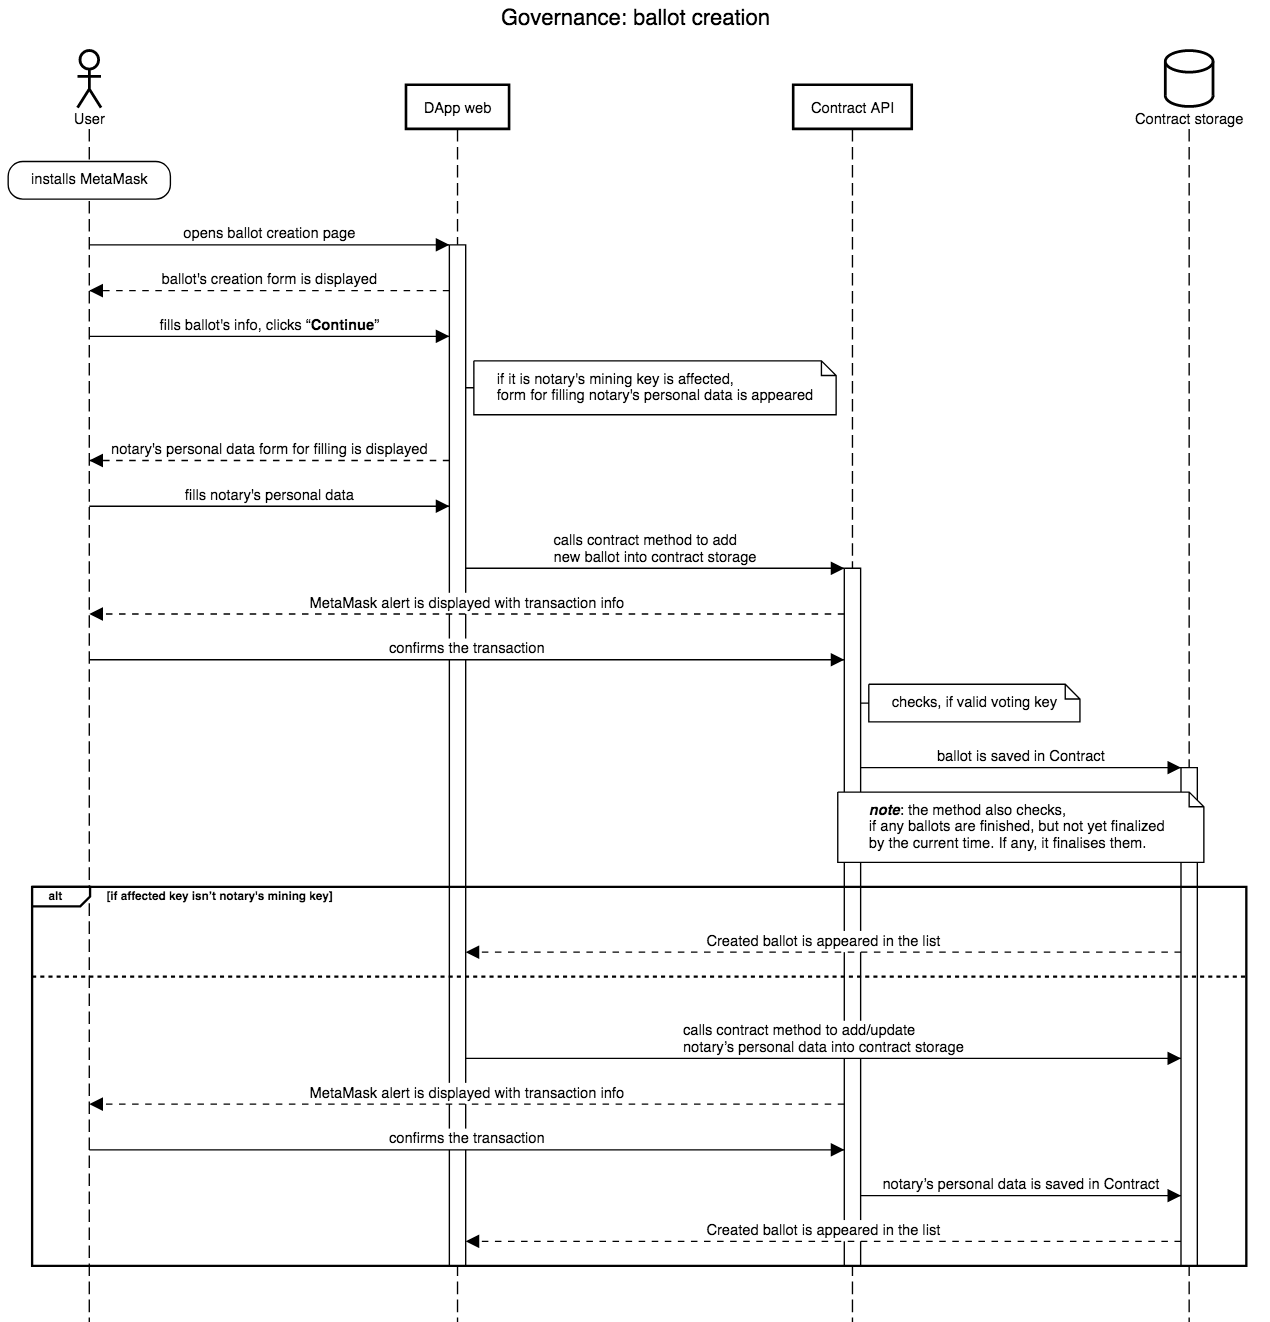 Governance: ballot creation
User
DApp web
Contract API
Contract storage
installs MetaMask
opens ballot creation page
ballot's creation form is displayed
fills ballot's info, clicks “Continue”
if it is notary's mining key is affected,
form for filling notary's personal data is appeared
notary's personal data form for filling is displayed
fills notary's personal data
calls contract method to add
new ballot into contract storage
MetaMask alert is displayed with transaction info
confirms the transaction
checks, if valid voting key
ballot is saved in Contract
note: the method also checks,
if any ballots are finished, but not yet finalized
by the current time. If any, it finalises them.
alt
[if affected key isn’t notary's mining key]
Created ballot is appeared in the list
calls contract method to add/update
notary’s personal data into contract storage
MetaMask alert is displayed with transaction info
confirms the transaction
notary’s personal data is saved in Contract
Created ballot is appeared in the list